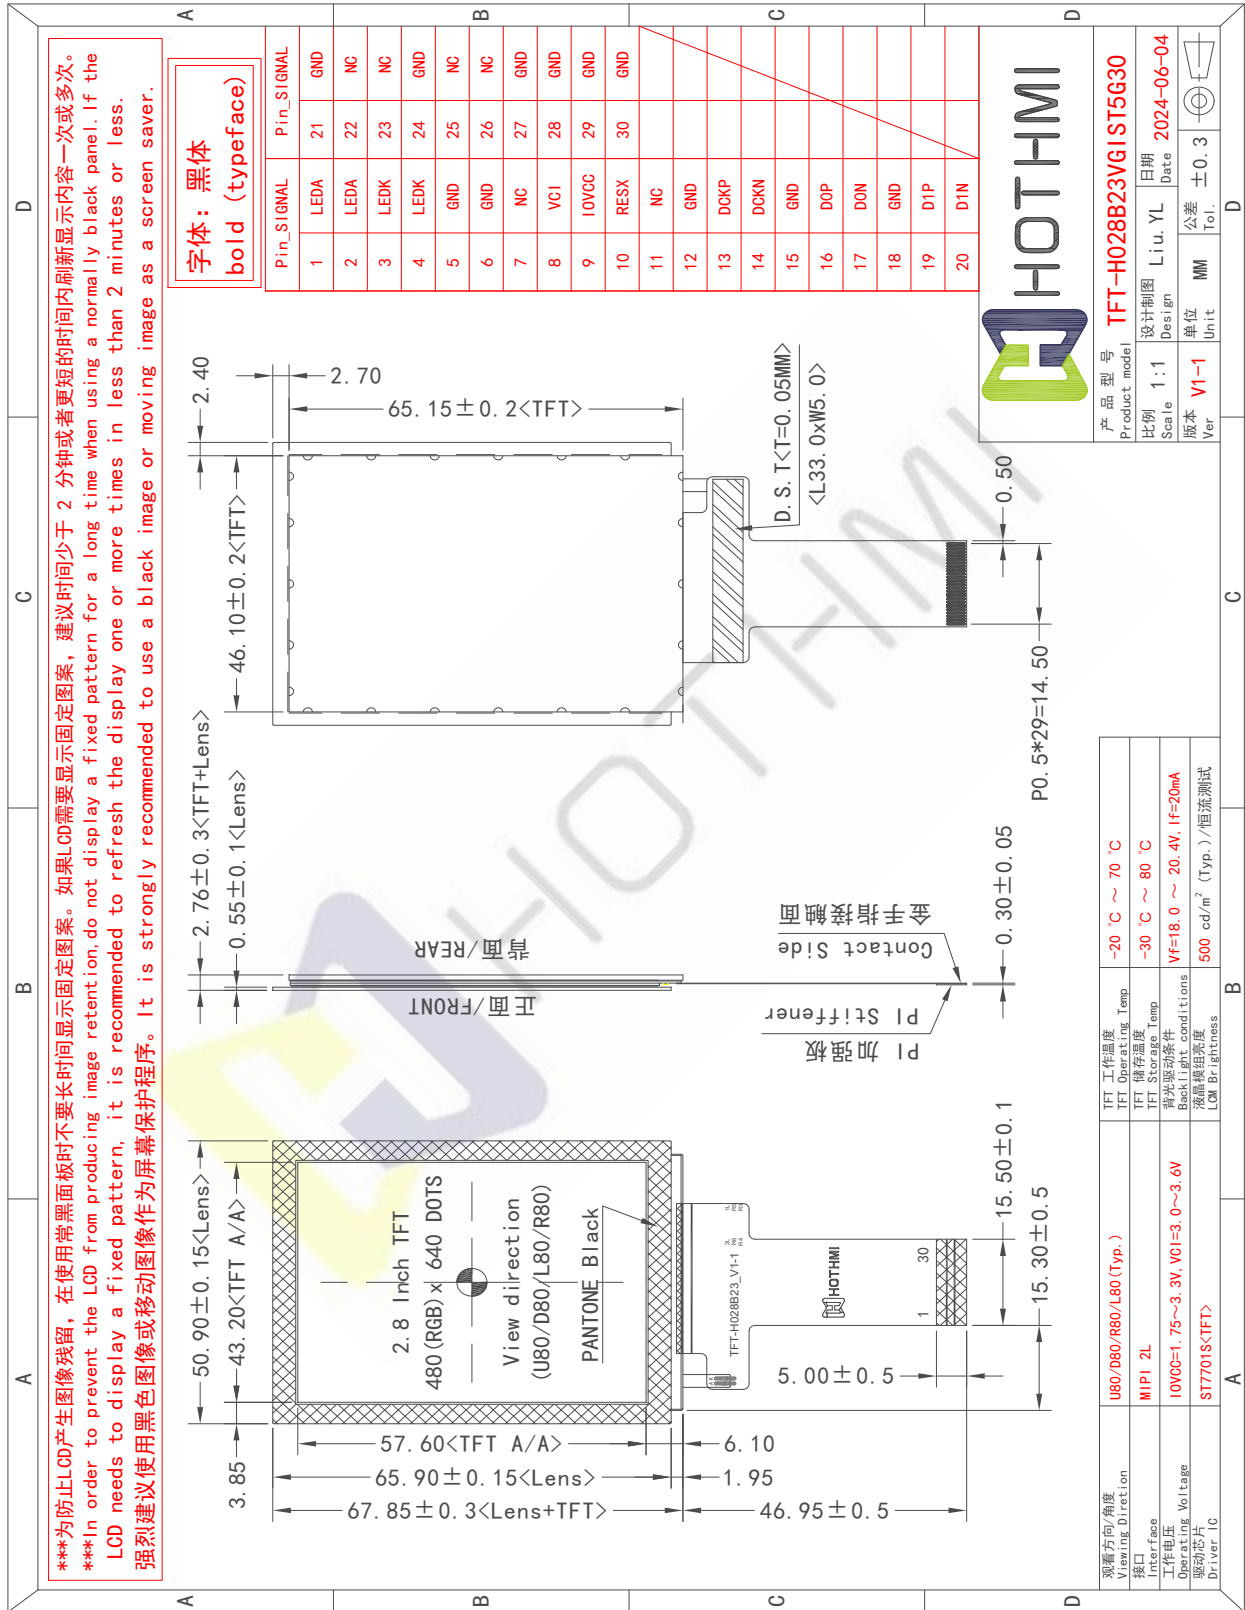 ***为防止LCD产生图像残留, 在使用常黑面板时不要长时间显示固定图案。如果LCD需要显示固定图案, 建议时间少于 2 分钟或者更短的时间内刷新显示内容一次或多次。
***In order to prevent the LCD from producing image retention,do not display a fixed pattern for a long time when using a normally black panel.If the
LCD needs to display a fixed pattern, it is recommended to refresh the display one or more times in less than 2 minutes or less.
强烈建议使用黑色图像或移动图像作为屏幕保护程序。It is strongly recommended to use a black image or moving image as a screen saver.
字体: 黑体
bold (typeface)
Pin_SIGNAL Pin_SIGNAL
1 LEDA 21 GND
2 LEDA 22 NC
3 LEDK 23 NC
4 LEDK 24 GND
5 GND 25 NC
6 GND 26 NC
7 NC 27 GND
8 VCI 28 GND
9 IOVCC 29 GND
10 RESX 30 GND
11 NC
12 GND
13 DCKP
14 DCKN
15 GND
16 D0P
17 D0N
18 GND
19 D1P
20 D1N
50.90±0.15<Lens>
43.20<TFT A/A>
3.85
57.60<TFT A/A>
65.90±0.15<Lens>
67.85±0.3<Lens+TFT>
6.10
1.95
46.95±0.5
2.8 Inch TFT
480(RGB) x 640 DOTS
View direction
(U80/D80/L80/R80)
PANTONE Black
TFT-H028B23_V1-1
HOTHMI
1 30
5.00±0.5
15.50±0.1
15.30±0.5
2.76±0.3<TFT+Lens>
0.55±0.1<Lens>
背面/REAR
正面/FRONT
金手指接触面
Contact Side
PI Stiffener
PI 加强板
0.30±0.05
2.40
46.10±0.2<TFT>
2.70
65.15±0.2<TFT>
D.S.T<T=0.05MM>
<L33.0xW5.0>
0.50
P0.5*29=14.50
HOTHMI
观看方向/角度
Viewing Diretion
U80/D80/R80/L80(Typ.)
接口
Interface
MIPI 2L
工作电压
Operating Voltage
IOVCC=1.75~3.3V,VCI=3.0~3.6V
驱动芯片
Driver IC
ST7701S<TFT>
TFT 工作温度
TFT Operating Temp
-20 ℃ ~ 70 ℃
TFT 储存温度
TFT Storage Temp
-30 ℃ ~ 80 ℃
背光驱动条件
Backlight conditions
Vf=18.0 ~ 20.4V,If=20mA
液晶模组亮度
LCM Brightness
500 cd/m² (Typ.)/恒流测试
HOTHMI
产 品 型 号
Product model
TFT-H028B23VGIST5G30
比例
Scale
1:1
设计制图
Design
Liu.YL
日期
Date
2024-06-04
版本
Ver
V1-1
单位
Unit
MM
公差
Tol.
±0.3
A
B
C
D
A
B
C
D
A
B
C
D
A
B
C
D